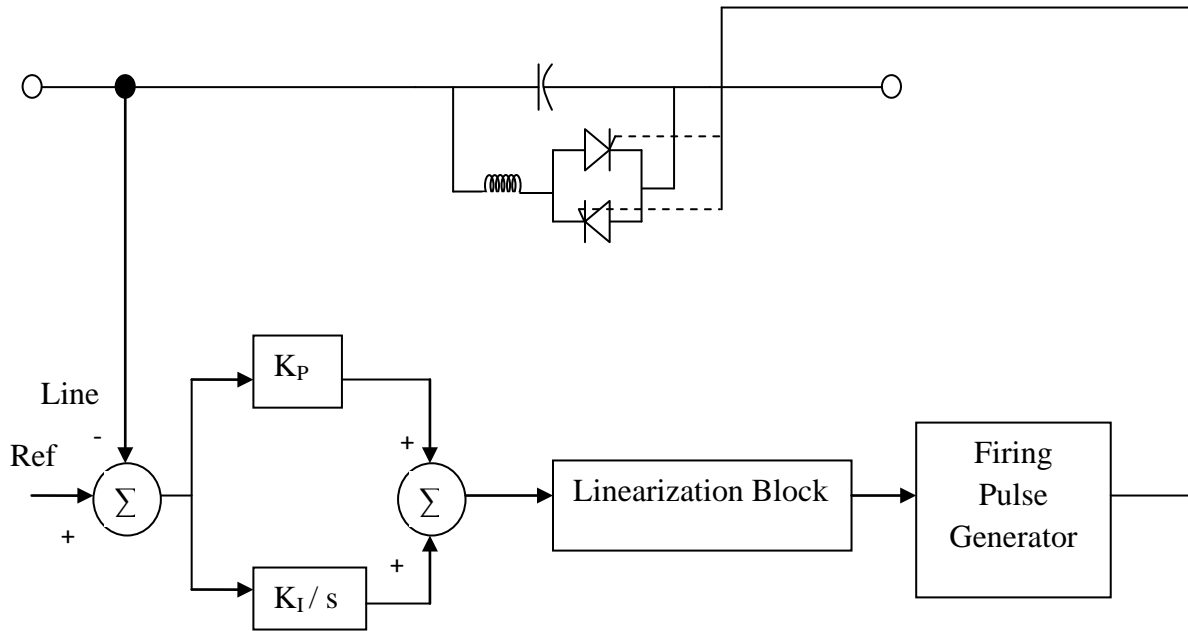 K_P
Line
-
+
Ref
Firing
Pulse
Generator
Linearization Block
∑
∑
+
+
K_I / s